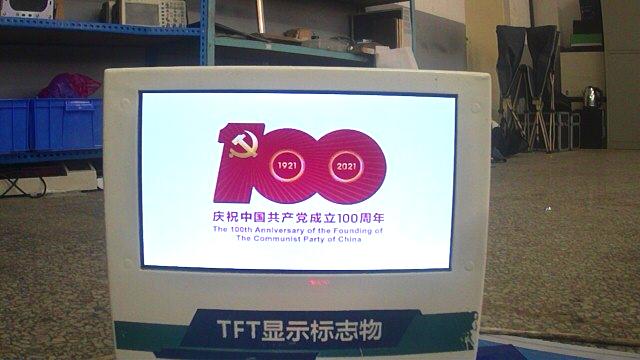 100
1921
2021
庆祝中国共产党成立100周年
The 100th Anniversary of the Founding of
The Communist Party of China
TFT显示标志物